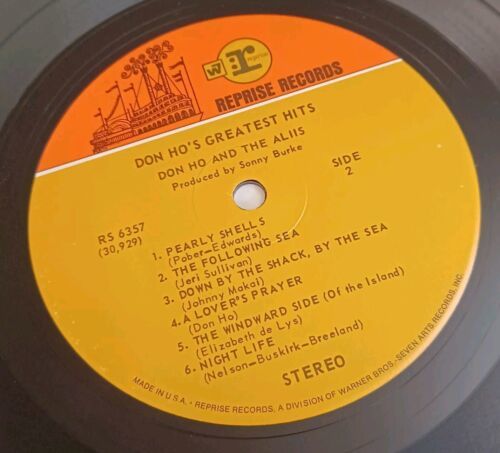 W
r
reprise
REPRISE RECORDS
DON HO'S GREATEST HITS
DON HO AND THE ALIIS
Produced by Sonny Burke
SIDE
2
RS 6357
(30,929)
1. PEARLY SHELLS
(Pober—Edwards)
2. THE FOLLOWING SEA
(Jeri Sullivan)
3. DOWN BY THE SHACK, BY THE SEA
(Johnny Makai)
4. A LOVER'S PRAYER
(Don Ho)
5. THE WINDWARD SIDE (Of the Island)
(Elizabeth de Lys)
6. NIGHT LIFE
(Nelson—Buskirk—Breeland)
STEREO
MADE IN U.S.A. - REPRISE RECORDS, A DIVISION OF WARNER BROS.-SEVEN ARTS RECORDS, INC.